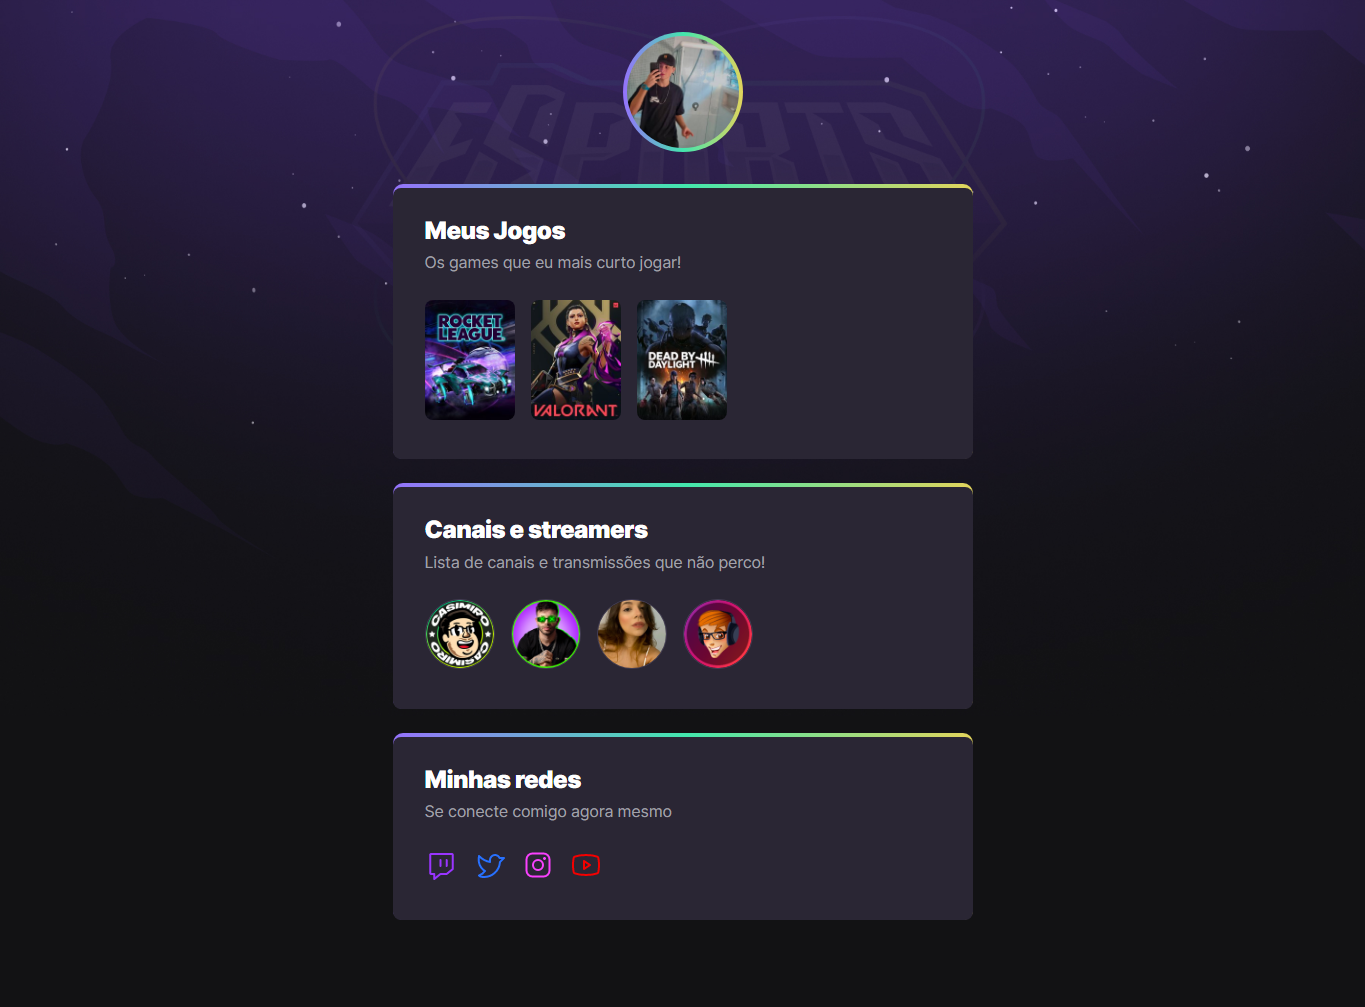 ESPORTS
Meus Jogos
Os games que eu mais curto jogar!
ROCKET
LEAGUE
VALORANT
DEAD BY
DAYLIGHT
Canais e streamers
Lista de canais e transmissões que não perco!
CASIMIRO
CASIMIRO
Minhas redes
Se conecte comigo agora mesmo